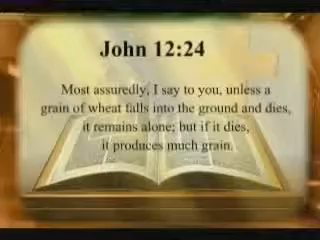 John 12:24
Most assuredly, I say to you, unless a
grain of wheat falls into the ground and dies,
it remains alone; but if it dies,
it produces much grain.